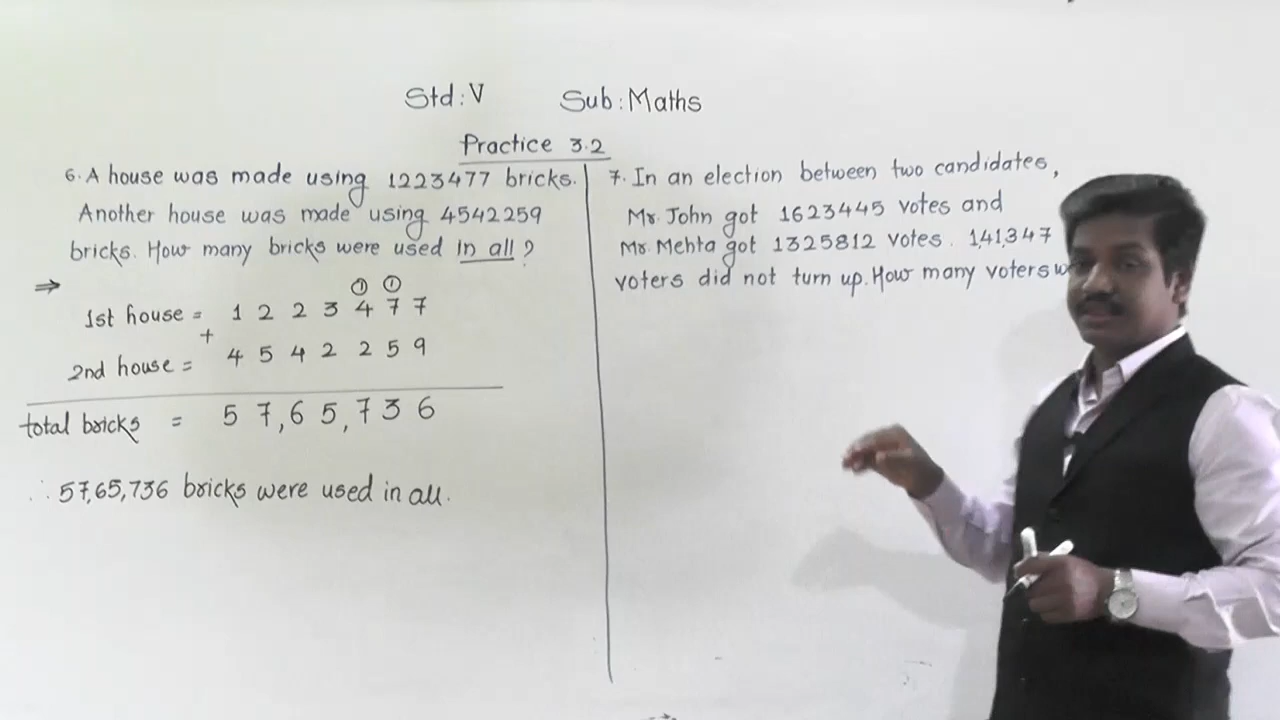 Std: V Sub: Maths
Practice 3.2
6. A house was made using 1223477 bricks.
Another house was made using 4542259
bricks. How many bricks were used in all?
⇒
① ①
1st house = 1 2 2 3 4 7 7
+
2nd house = 4 5 4 2 2 5 9
total bricks = 5 7,6 5,7 3 6
∴ 57,65,736 bricks were used in all.
7. In an election between two candidates,
Mr. John got 1623445 votes and
Mr. Mehta got 1325812 votes. 1,41,347
voters did not turn up. How many voters